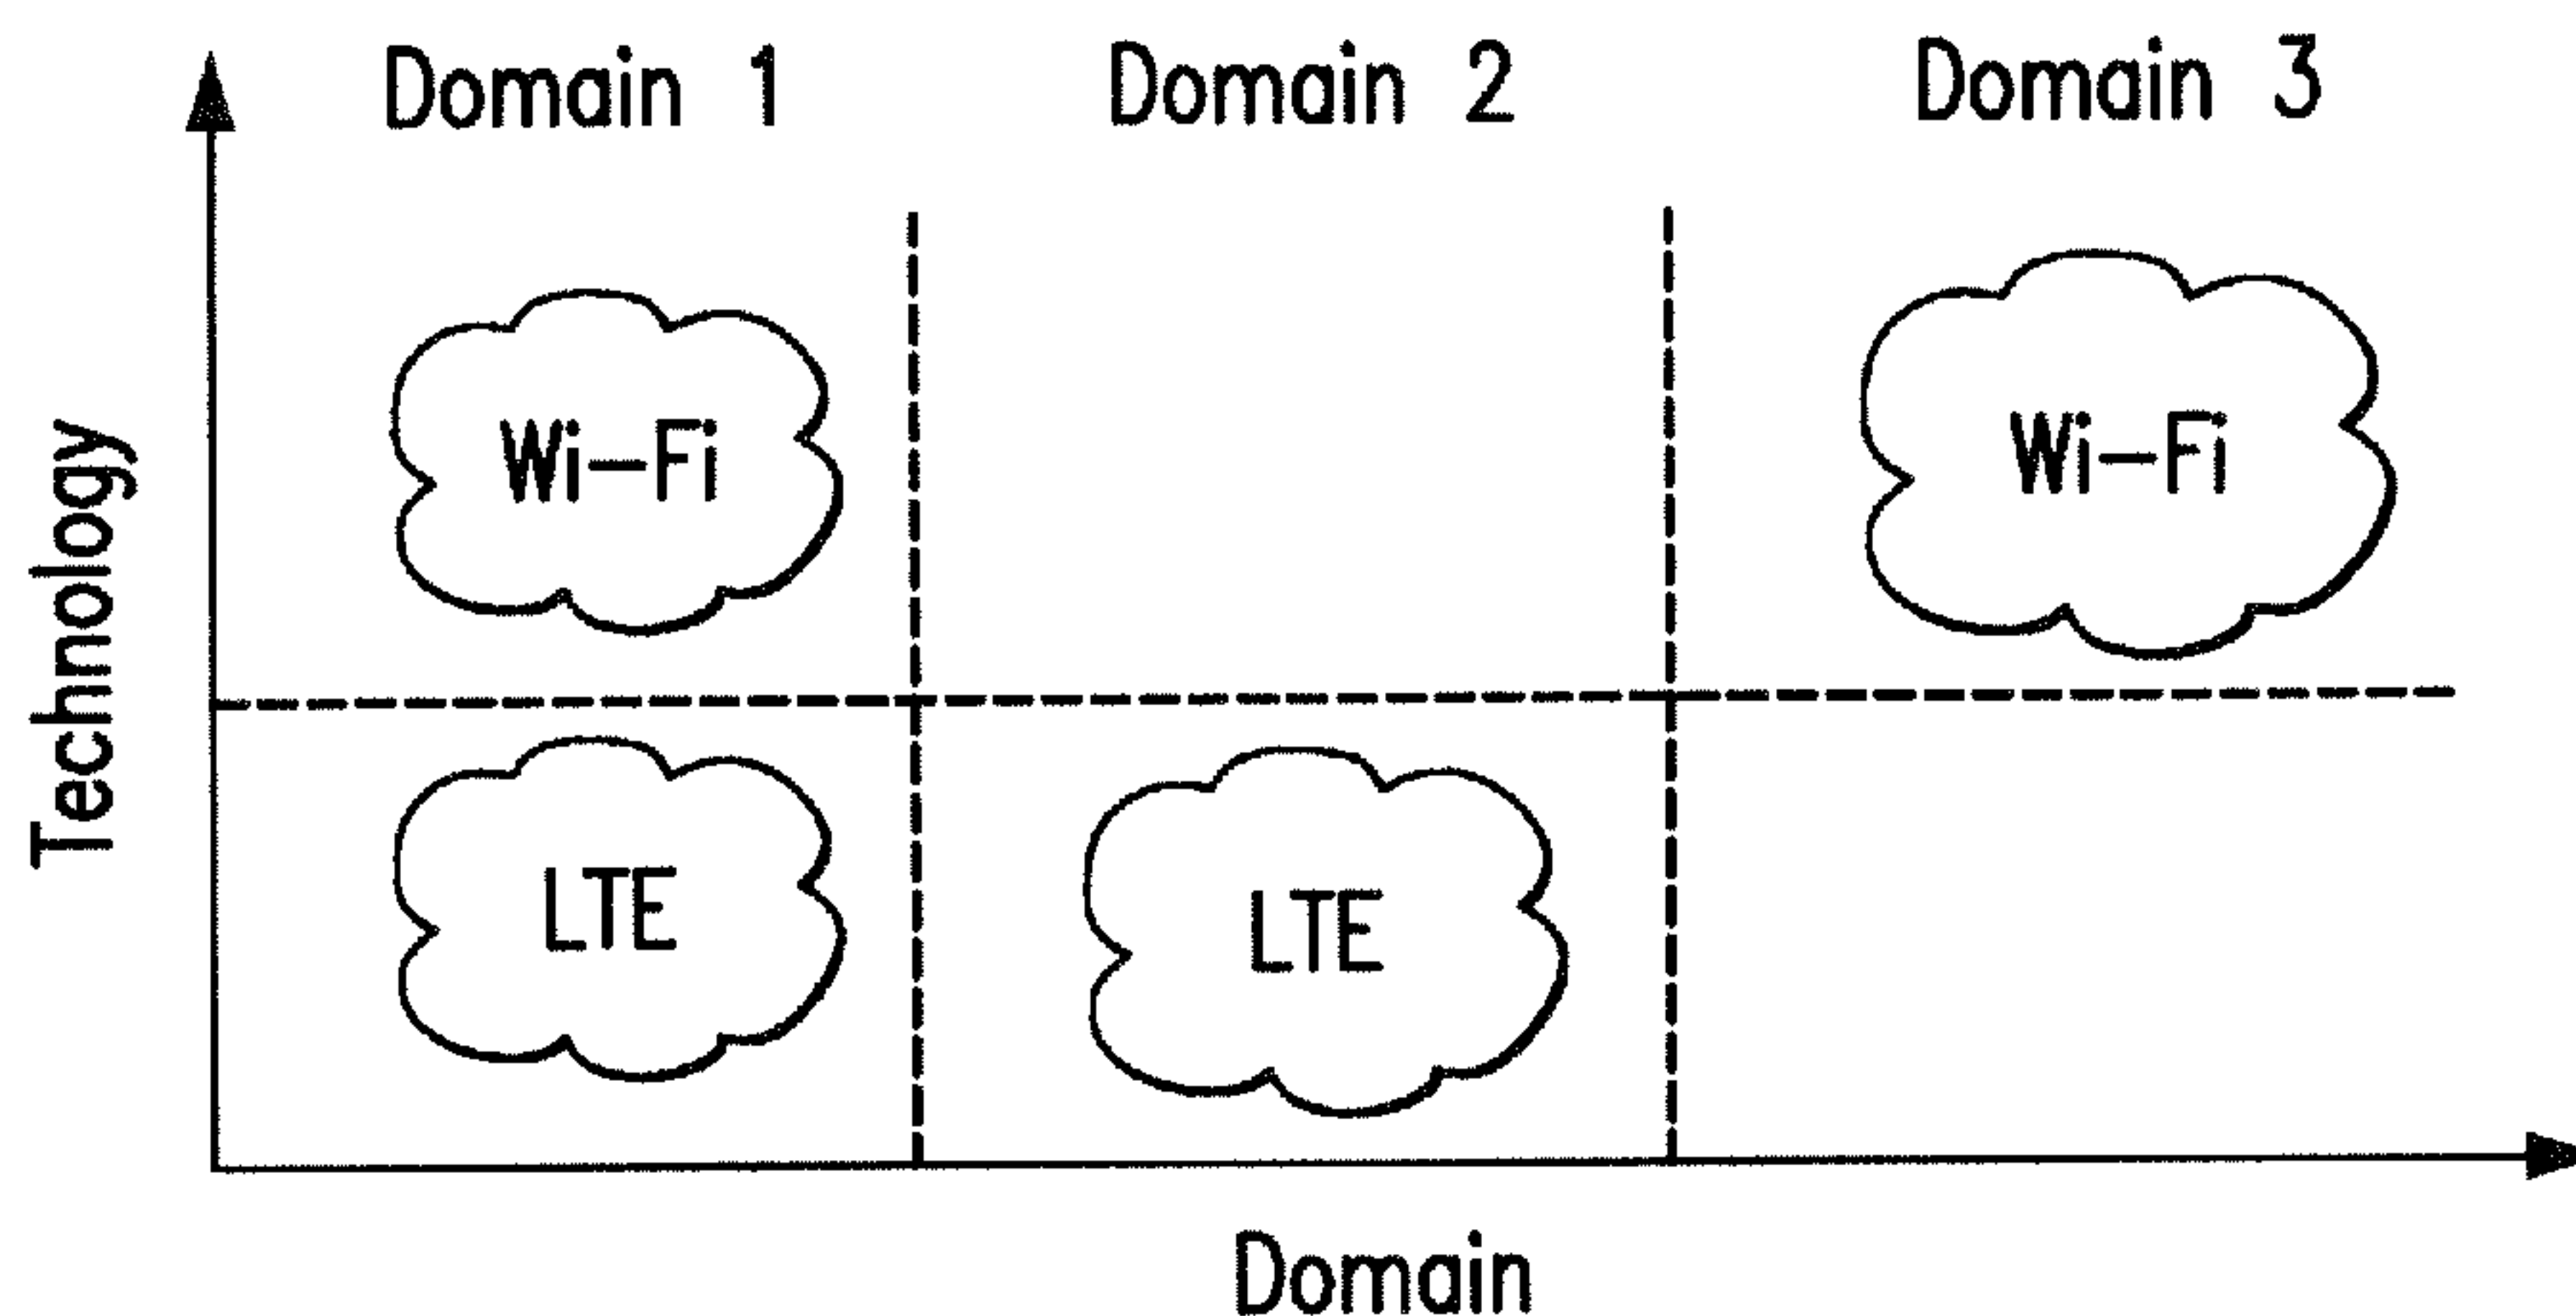 Domain 1
Domain 2
Domain 3
Technology
Wi-Fi
Wi-Fi
LTE
LTE
Domain